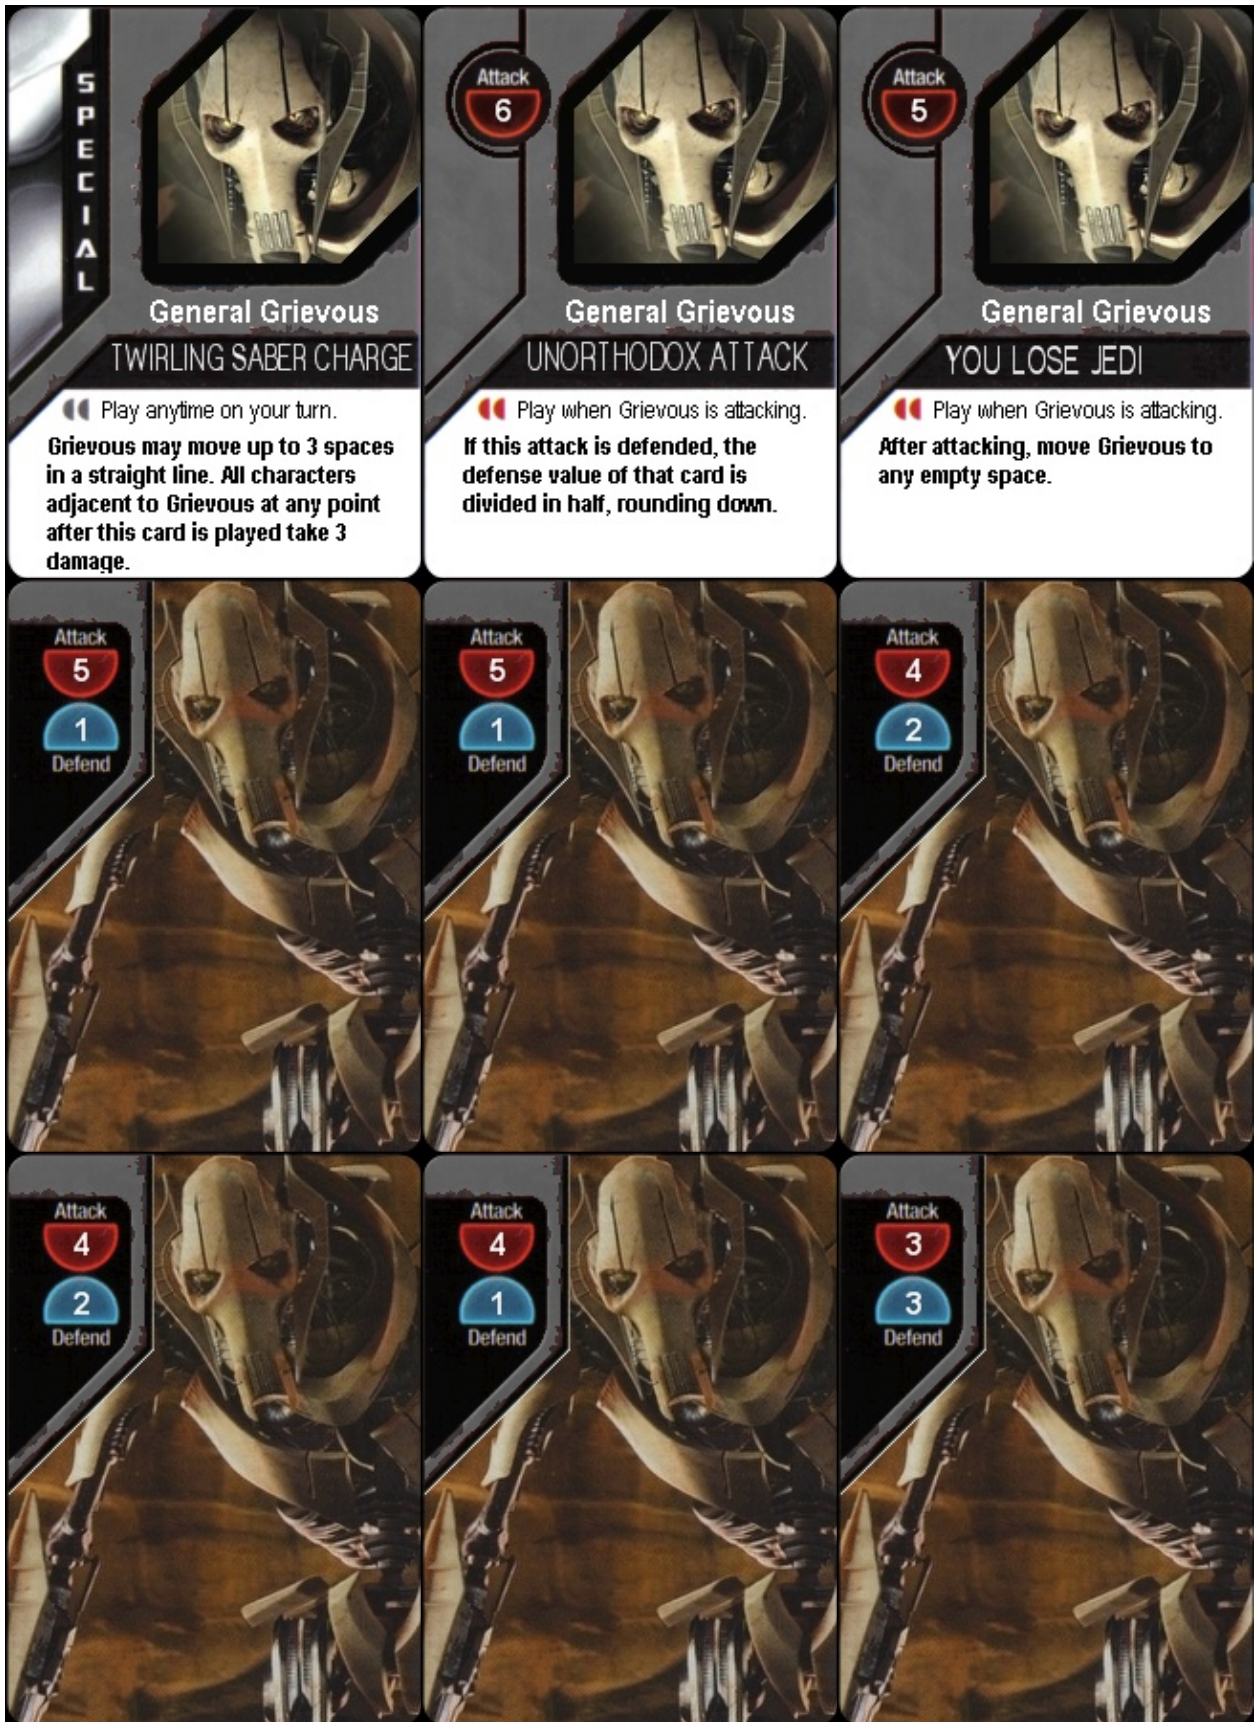 SPECIAL
General Grievous
TWIRLING SABER CHARGE
Play anytime on your turn.
Grievous may move up to 3 spaces
in a straight line. All characters
adjacent to Grievous at any point
after this card is played take 3
damage.
Attack
6
General Grievous
UNORTHODOX ATTACK
Play when Grievous is attacking.
If this attack is defended, the
defense value of that card is
divided in half, rounding down.
Attack
5
General Grievous
YOU LOSE JEDI
Play when Grievous is attacking.
After attacking, move Grievous to
any empty space.
Attack
5
1
Defend
Attack
5
1
Defend
Attack
4
2
Defend
Attack
4
2
Defend
Attack
4
1
Defend
Attack
3
3
Defend